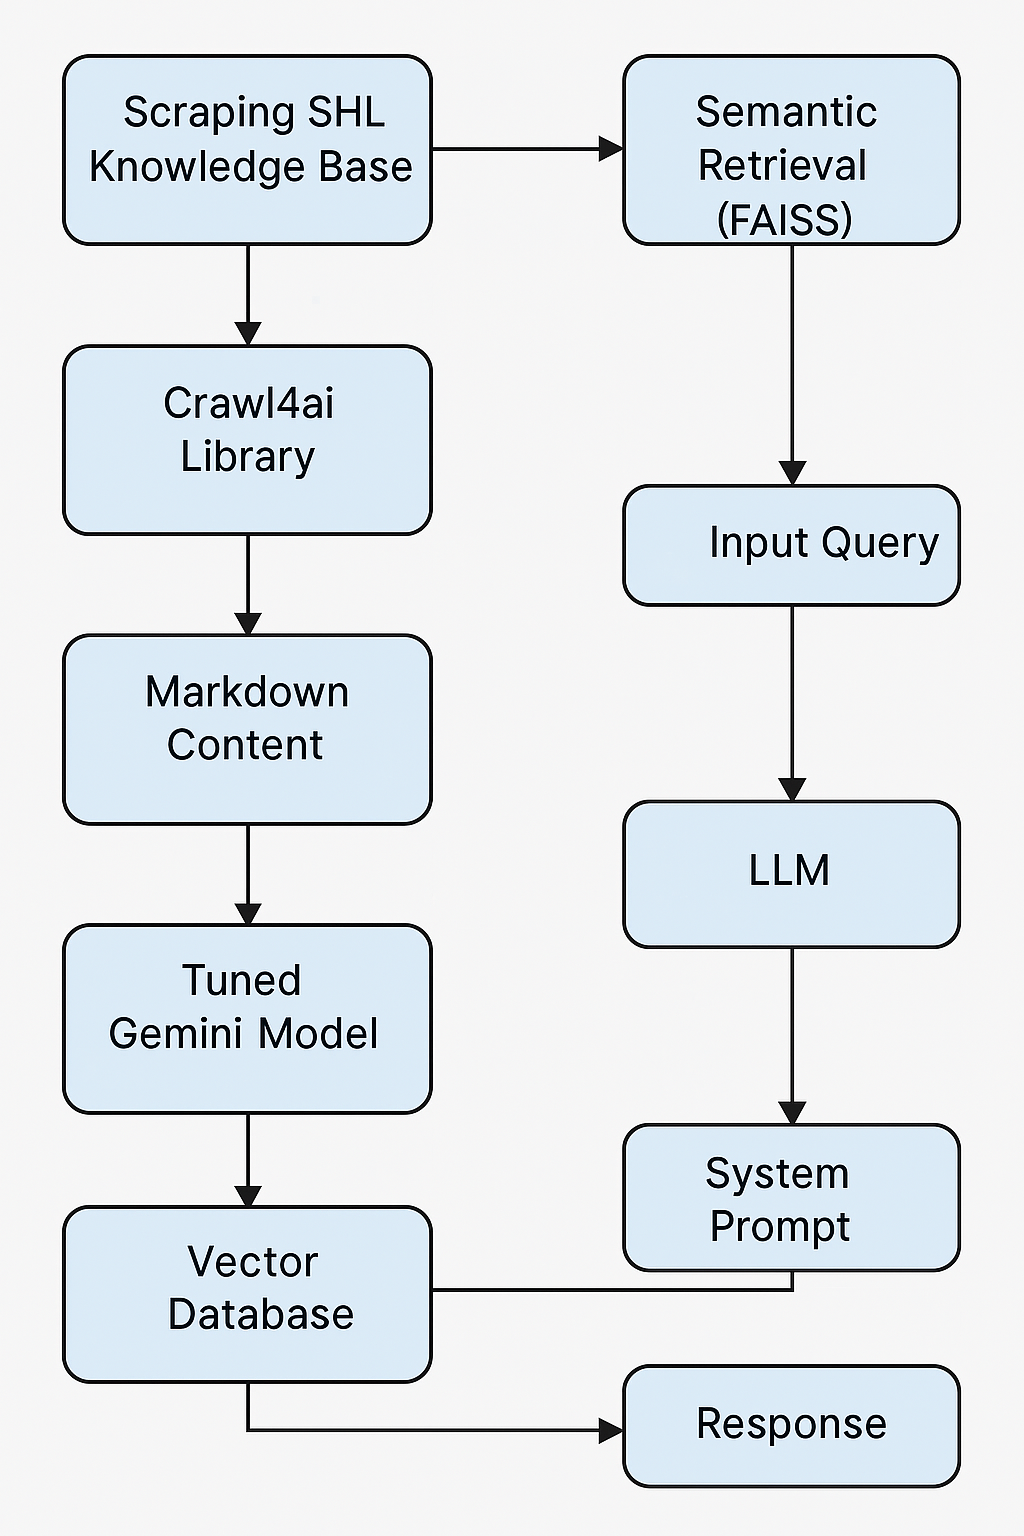 Scraping SHL
Knowledge Base
Semantic
Retrieval
(FAISS)
Crawl4ai
Library
Input Query
Markdown
Content
LLM
Tuned
Gemini Model
System
Prompt
Vector
Database
Response